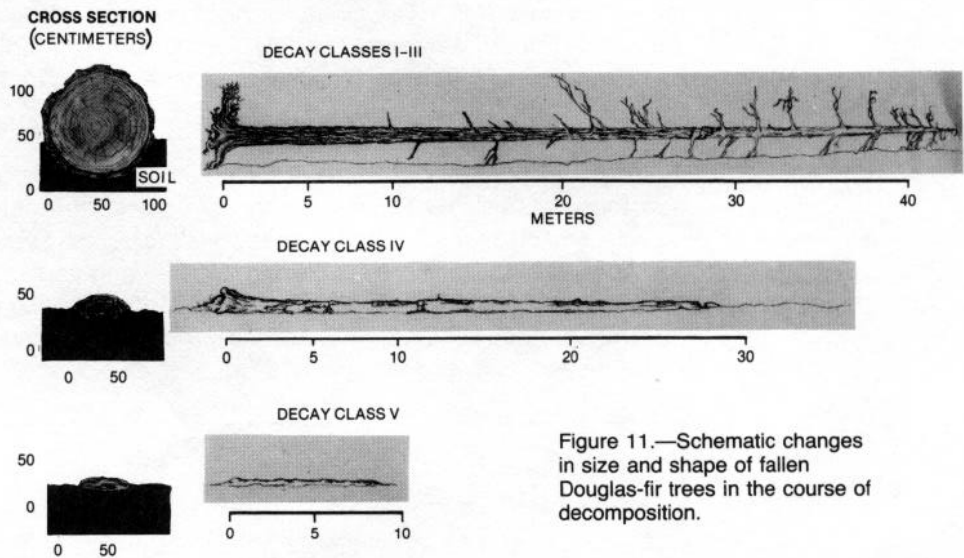 CROSS SECTION
(CENTIMETERS)
DECAY CLASSES I–III
100
50
0
SOIL
0 50 100
0 10 20 30 40
METERS
DECAY CLASS IV
50
0
0 50
0 5 10 20 30
DECAY CLASS V
50
0
0 50
0 5 10
Figure 11.—Schematic changes
in size and shape of fallen
Douglas-fir trees in the course of
decomposition.